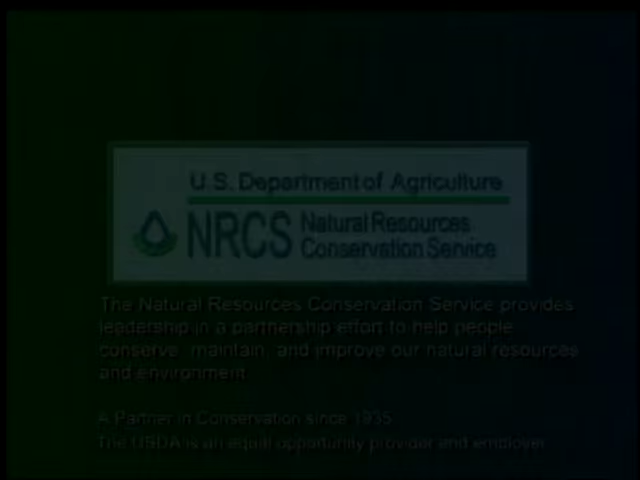 U.S. Department of Agriculture
NRCS
Natural Resources
Conservation Service
The Natural Resources Conservation Service provides
leadership in a partnership effort to help people
conserve, maintain, and improve our natural resources
and environment.
A Partner in Conservation since 1935
The USDA is an equal opportunity provider and employer.